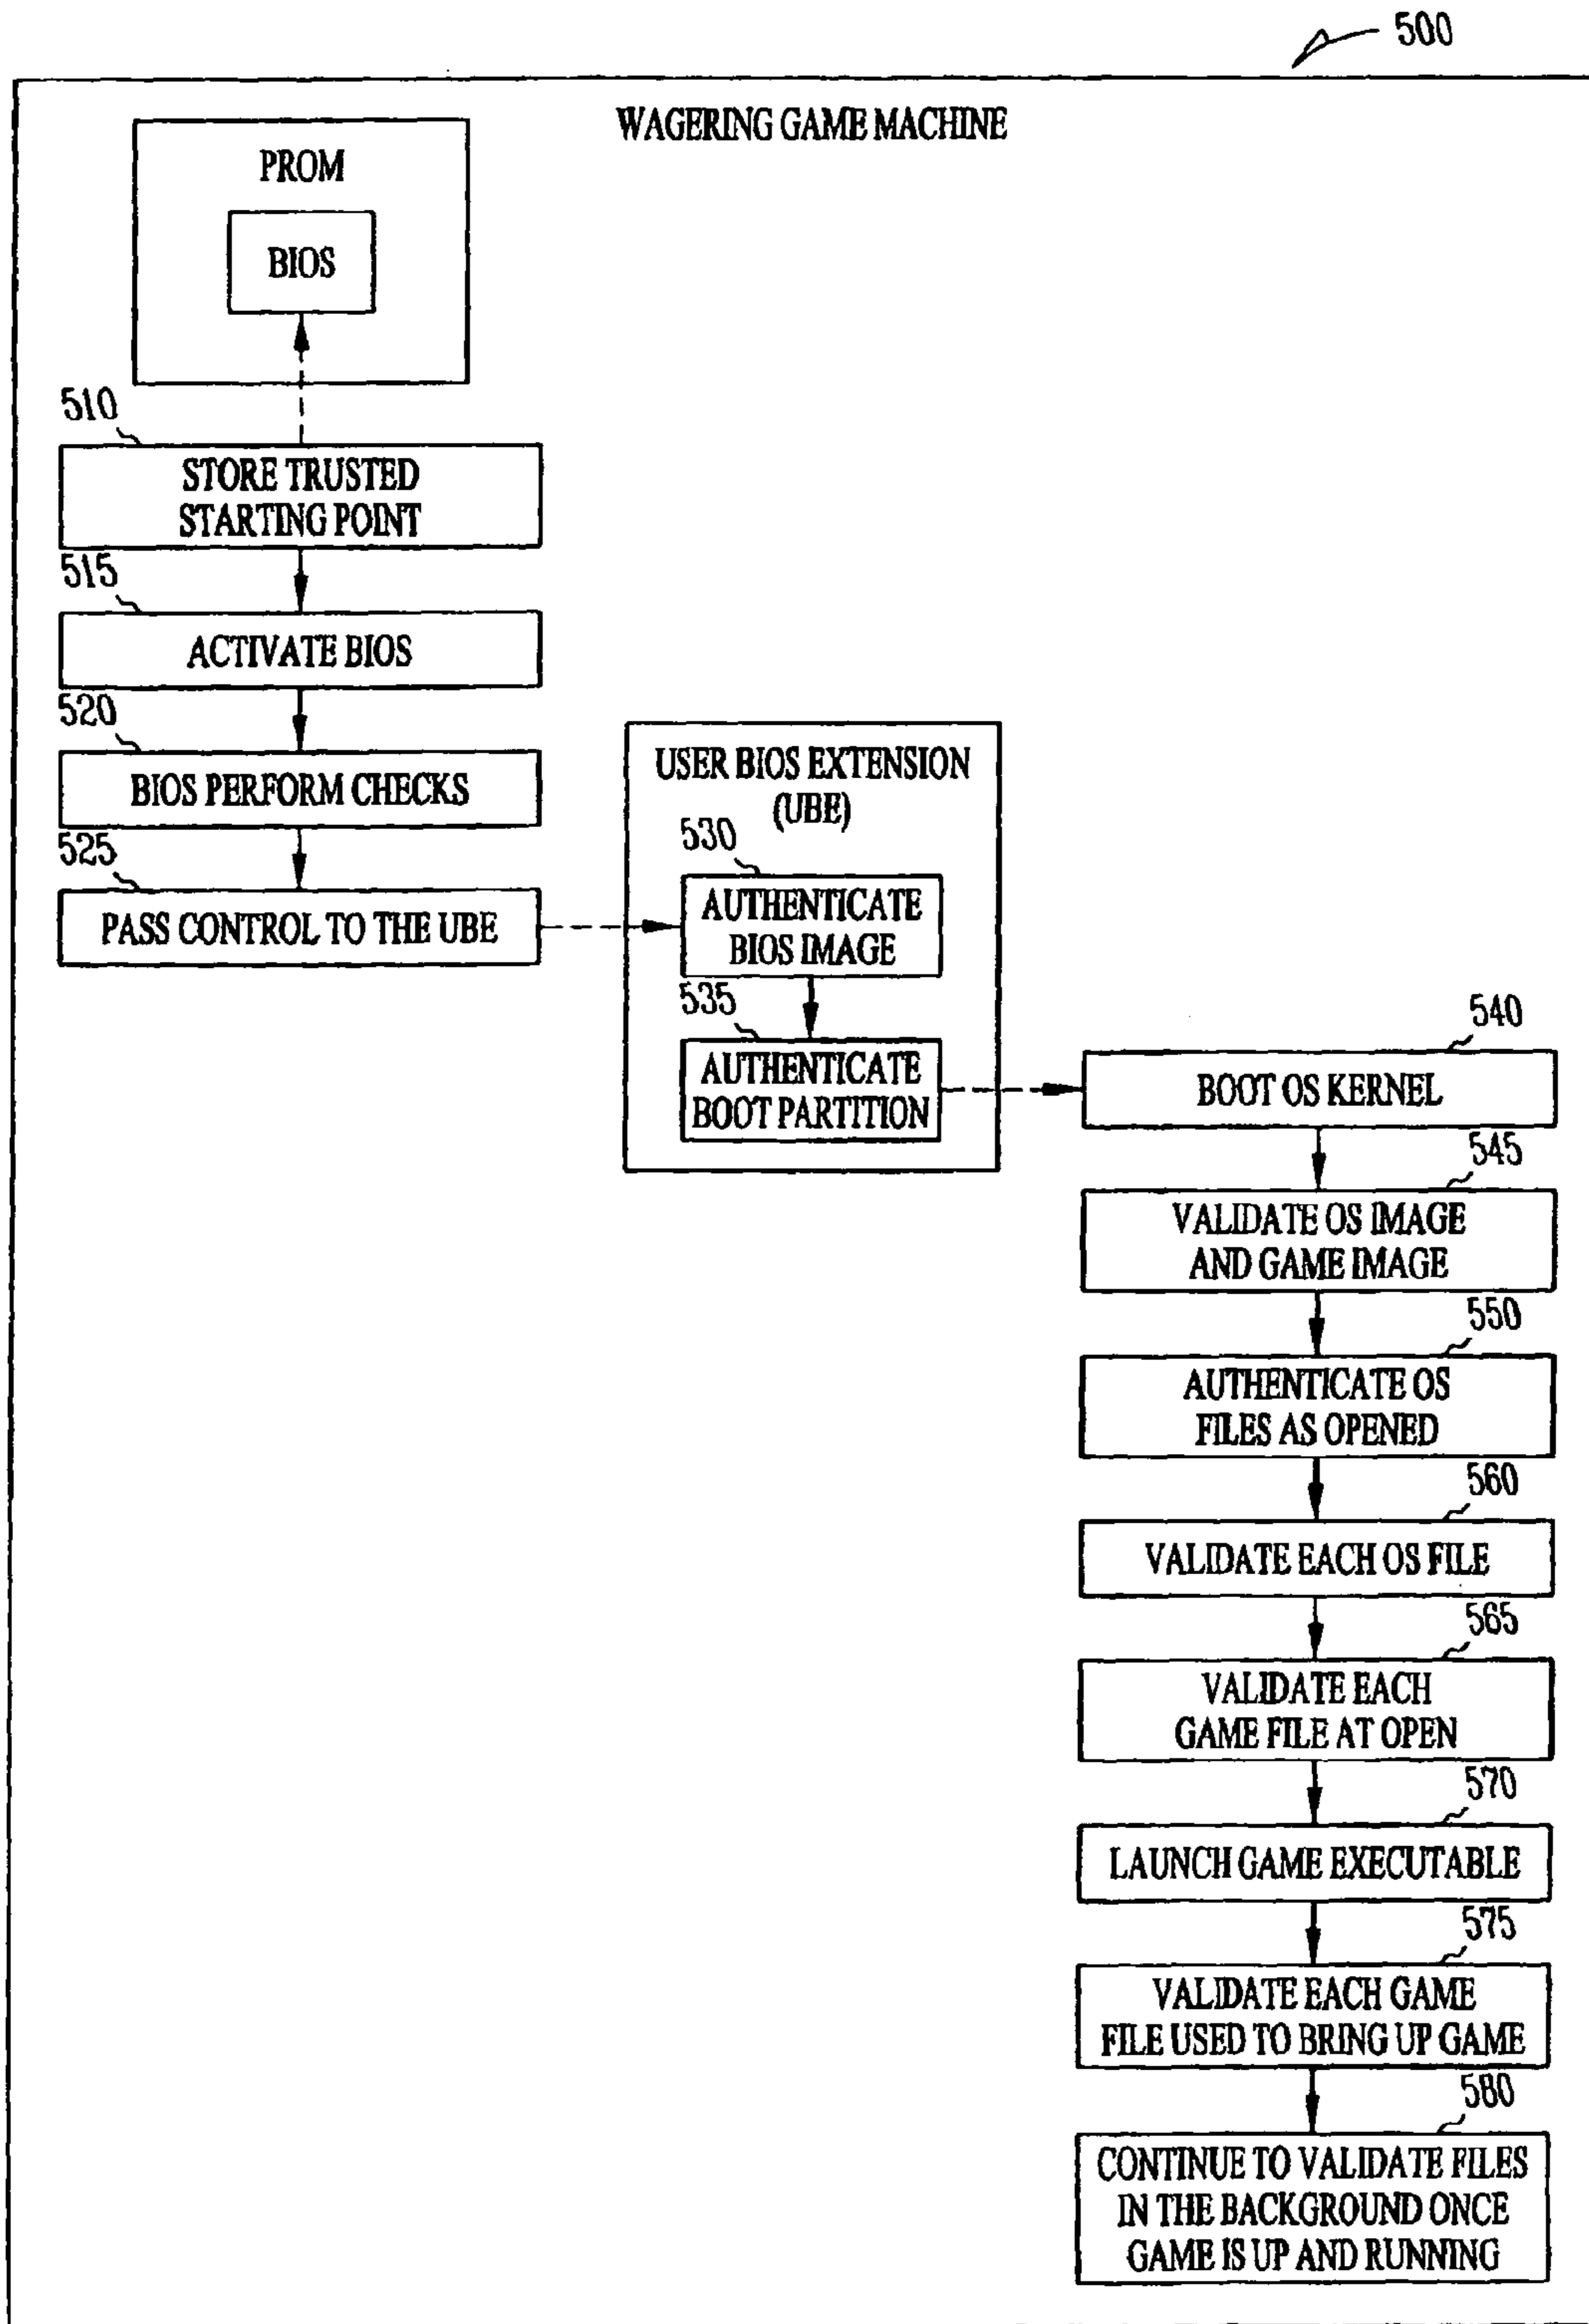 500
WAGERING GAME MACHINE
PROM
BIOS
510
STORE TRUSTED
STARTING POINT
515
ACTIVATE BIOS
520
BIOS PERFORM CHECKS
525
PASS CONTROL TO THE UBE
USER BIOS EXTENSION
(UBE)
530
AUTHENTICATE
BIOS IMAGE
535
AUTHENTICATE
BOOT PARTITION
540
BOOT OS KERNEL
545
VALIDATE OS IMAGE
AND GAME IMAGE
550
AUTHENTICATE OS
FILES AS OPENED
560
VALIDATE EACH OS FILE
565
VALIDATE EACH
GAME FILE AT OPEN
570
LAUNCH GAME EXECUTABLE
575
VALIDATE EACH GAME
FILE USED TO BRING UP GAME
580
CONTINUE TO VALIDATE FILES
IN THE BACKGROUND ONCE
GAME IS UP AND RUNNING